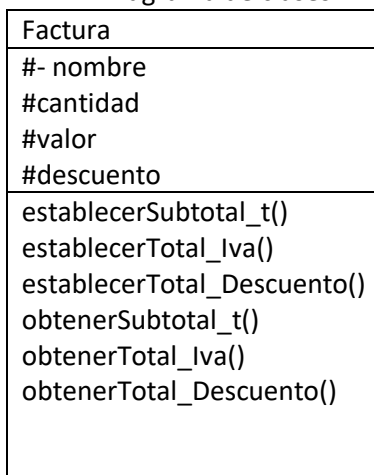 Factura
#- nombre
#cantidad
#valor
#descuento
establecerSubtotal_t()
establecerTotal_Iva()
establecerTotal_Descuento()
obtenerSubtotal_t()
obtenerTotal_Iva()
obtenerTotal_Descuento()